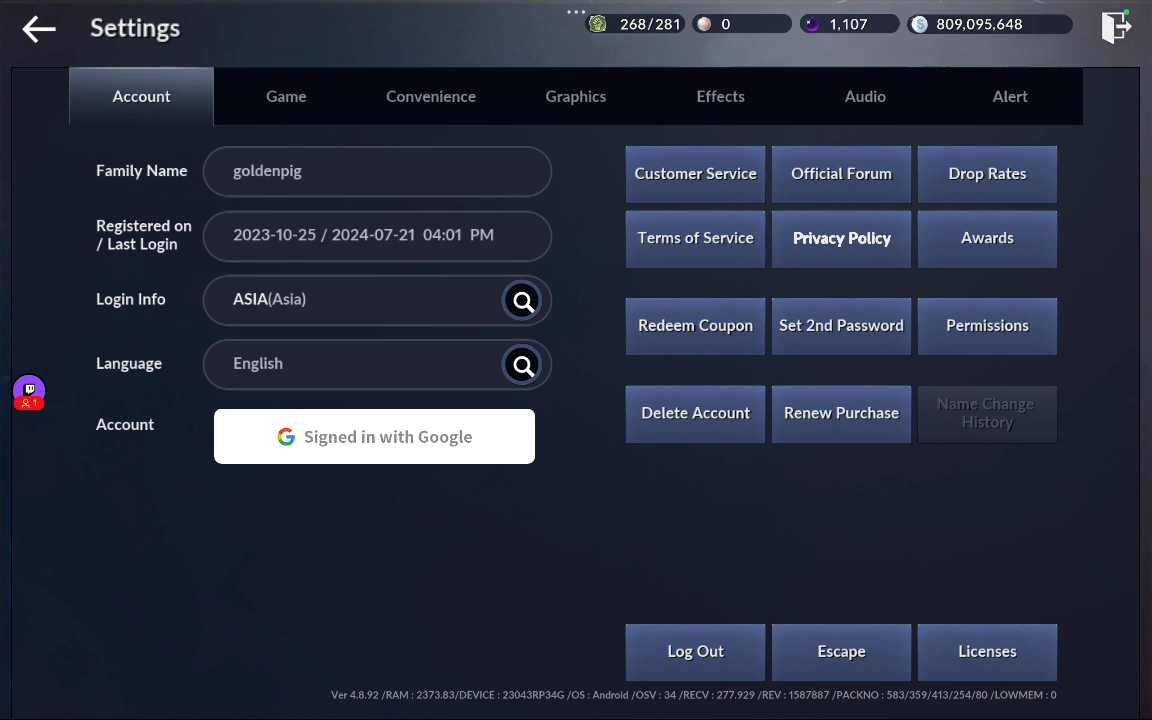 Settings
268/281
0
1,107
809,095,648
Account
Game
Convenience
Graphics
Effects
Audio
Alert
Family Name
goldenpig
Registered on
/ Last Login
2023-10-25 / 2024-07-21 04:01 PM
Login Info
ASIA(Asia)
Language
English
1
Account
Signed in with Google
Customer Service
Official Forum
Drop Rates
Terms of Service
Privacy Policy
Awards
Redeem Coupon
Set 2nd Password
Permissions
Delete Account
Renew Purchase
Name Change
History
Log Out
Escape
Licenses
Ver 4.8.92 /RAM : 2373.83/DEVICE : 23043RP34G /OS : Android /OSV : 34 /RECV : 277.929 /REV : 1587887 /PACKNO : 583/359/413/254/80 /LOWMEM : 0